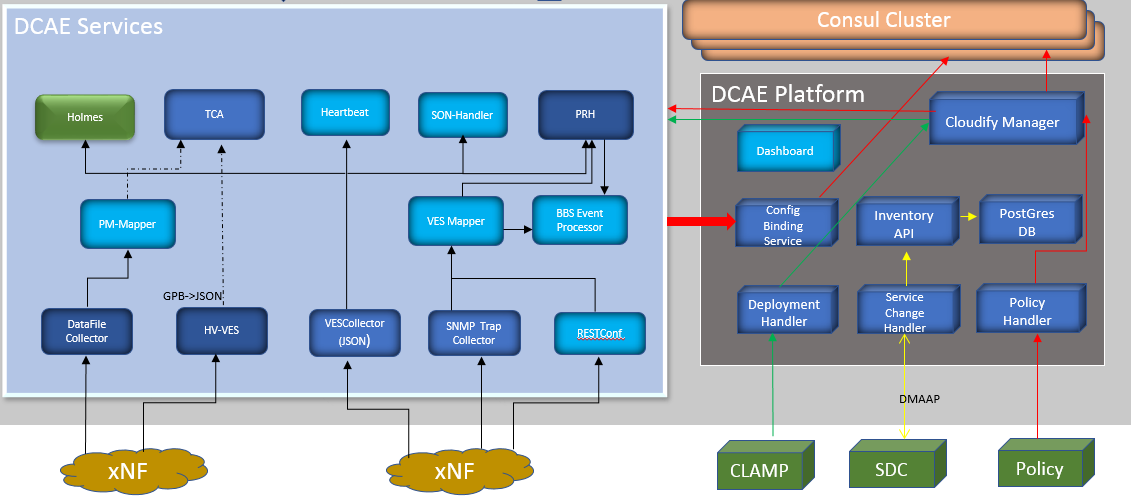 DCAE Services
Consul Cluster
DCAE Platform
Holmes
TCA
Heartbeat
SON-Handler
PRH
Cloudify Manager
Dashboard
PM-Mapper
VES Mapper
BBS Event
Processor
Config
Binding
Service
Inventory
API
PostGres
DB
GPB->JSON
DataFile
Collector
HV-VES
VESCollector
(JSON)
SNMP Trap
Collector
RESTConf
Deployment
Handler
Service
Change
Handler
Policy
Handler
DMAAP
xNF
xNF
CLAMP
SDC
Policy